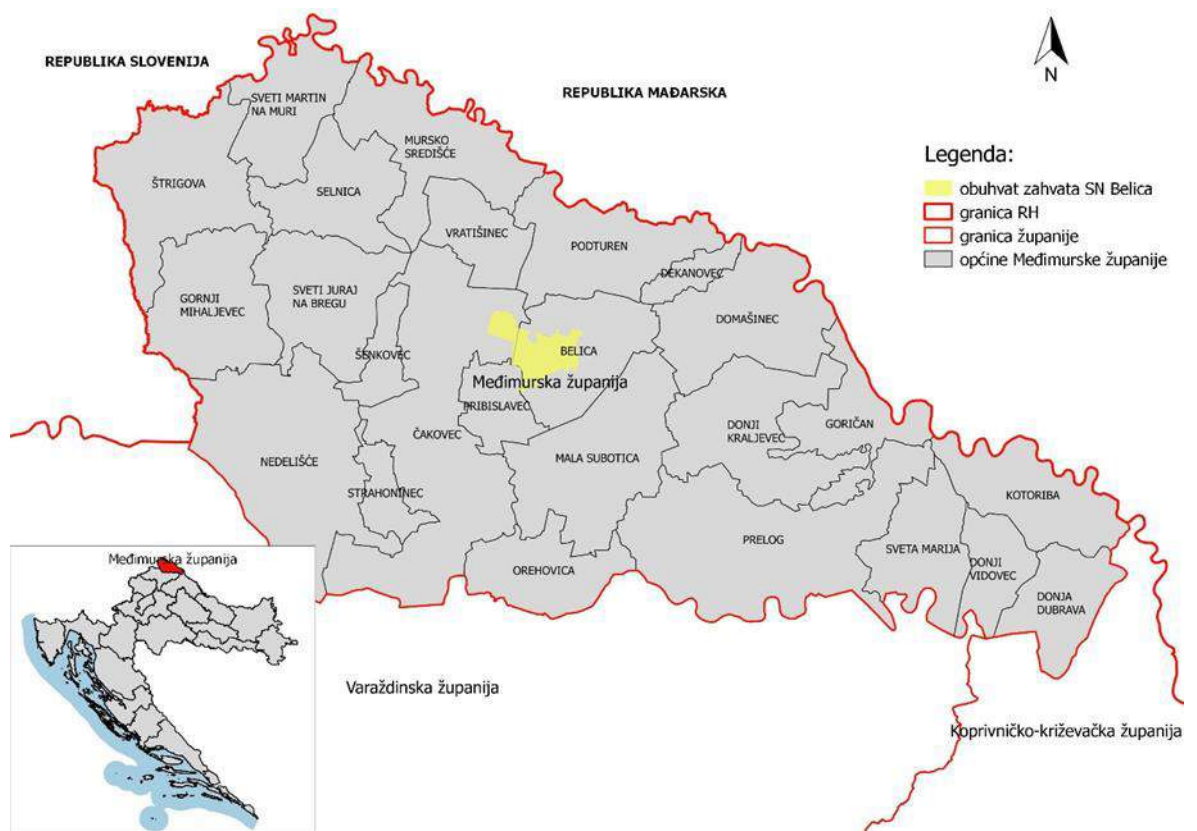 REPUBLIKA SLOVENIJA
REPUBLIKA MAĐARSKA
N
SVETI MARTIN
NA MURI
MURSKO
SREDIŠĆE
ŠTRIGOVA
SELNICA
VRATIŠINEC
PODTUREN
DEKANOVEC
GORNJI
MIHALJEVEC
SVETI JURAJ
NA BREGU
DOMAŠINEC
ŠENKOVEC
BELICA
Međimurska županija
PRIBISLAVEC
ČAKOVEC
DONJI
KRALJEVEC
GORIČAN
NEDELIŠĆE
MALA SUBOTICA
STRAHONINEC
KOTORIBA
PRELOG
SVETA MARIJA
DONJI
VIDOVEC
OREHOVICA
DONJA
DUBRAVA
Legenda:
obuhvat zahvata SN Belica
granica RH
granica županije
općine Međimurske županije
Međimurska županija
Varaždinska županija
Koprivničko-križevačka županija